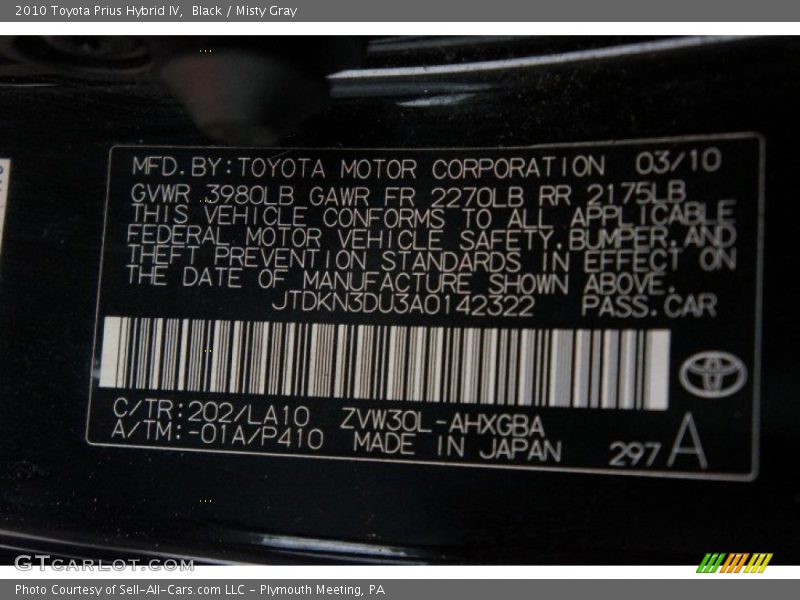 2010 Toyota Prius Hybrid IV, Black / Misty Gray
MFD.BY:TOYOTA MOTOR CORPORATION 03/10
GVWR 3980LB GAWR FR 2270LB RR 2175LB
THIS VEHICLE CONFORMS TO ALL APPLICABLE
FEDERAL MOTOR VEHICLE SAFETY.BUMPER.AND
THEFT PREVENTION STANDARDS IN EFFECT ON
THE DATE OF MANUFACTURE SHOWN ABOVE.
JTDKN3DU3A0142322 PASS.CAR
C/TR:202/LA10 ZVW30L-AHXGBA
A/TM:-01A/P410 MADE IN JAPAN 297 A
GTCARLOT.COM
Photo Courtesy of Sell-All-Cars.com LLC - Plymouth Meeting, PA